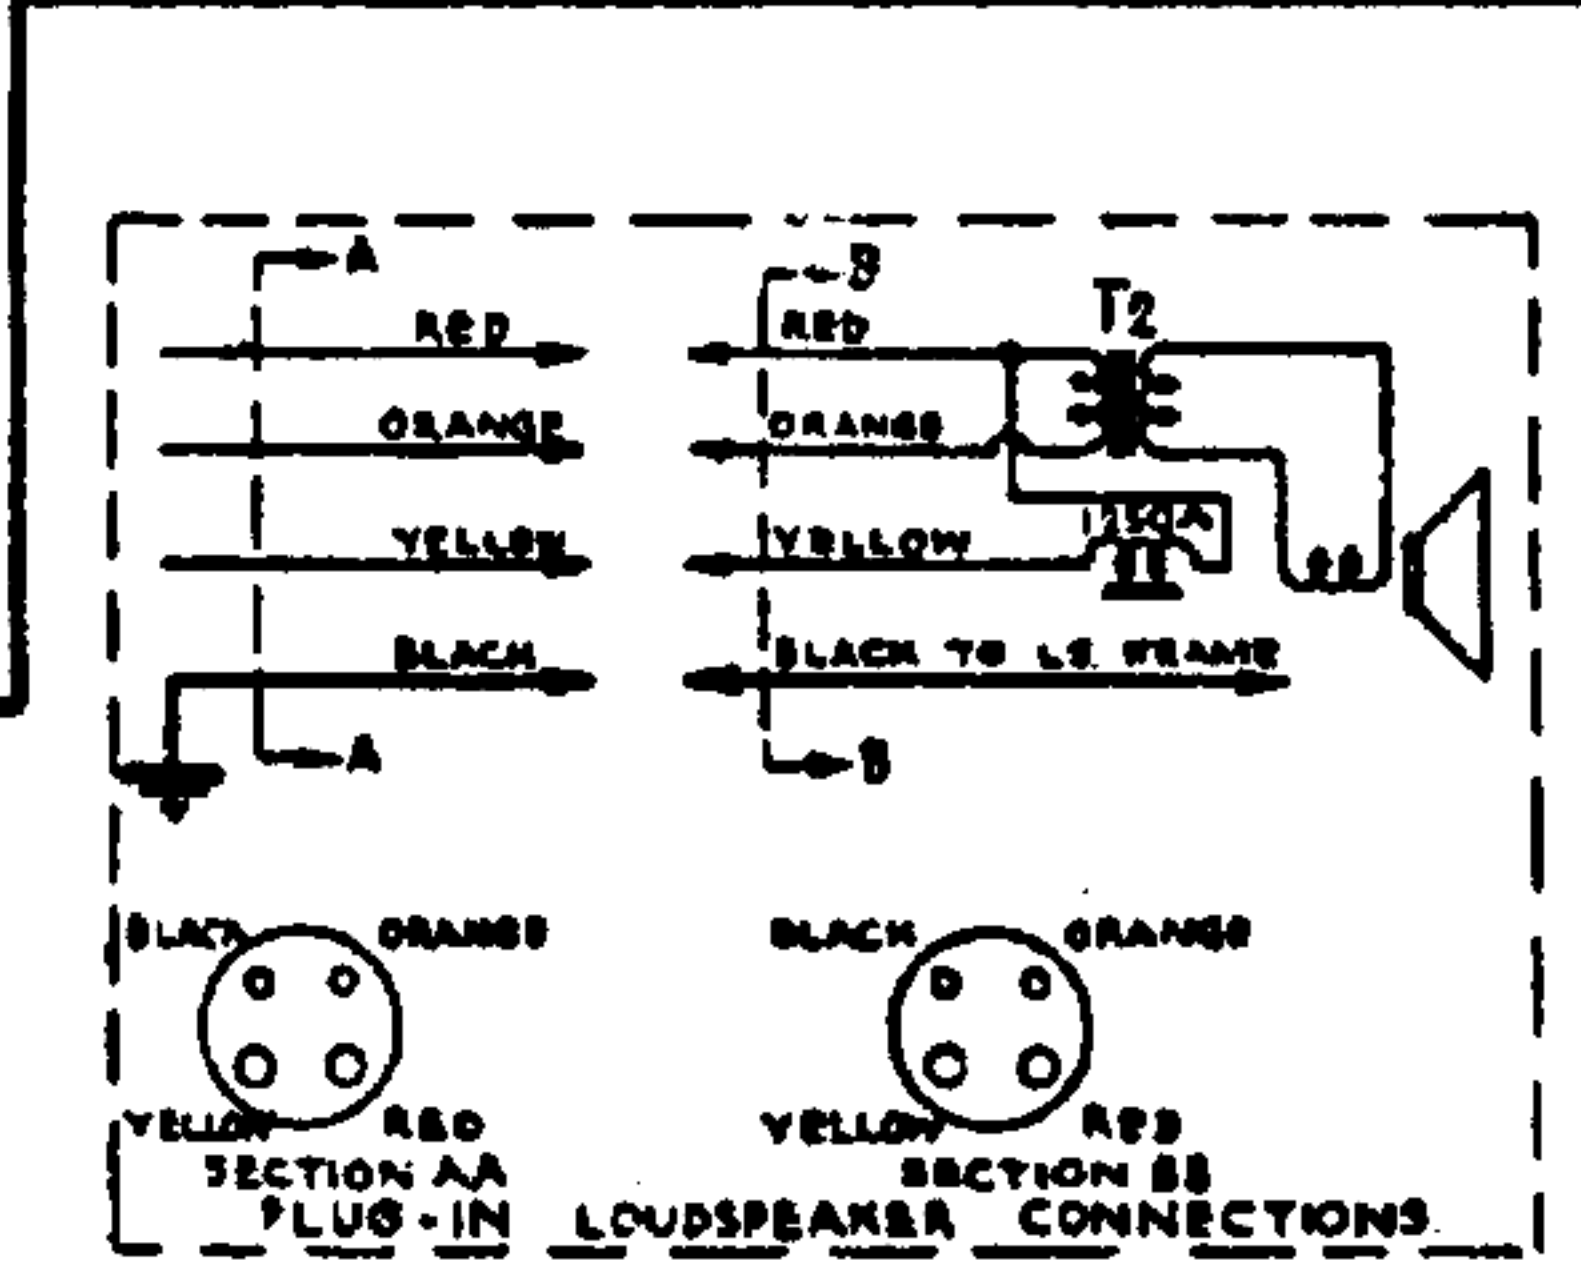 A
B
RED
RED
T2
ORANGE
ORANGE
YELLOW
YELLOW
BLACK
BLACK TO LS FRAME
A
B
BLACK
ORANGE
BLACK
ORANGE
YELLOW
RED
YELLOW
RED
SECTION AA
SECTION BB
PLUG-IN LOUDSPEAKER CONNECTIONS